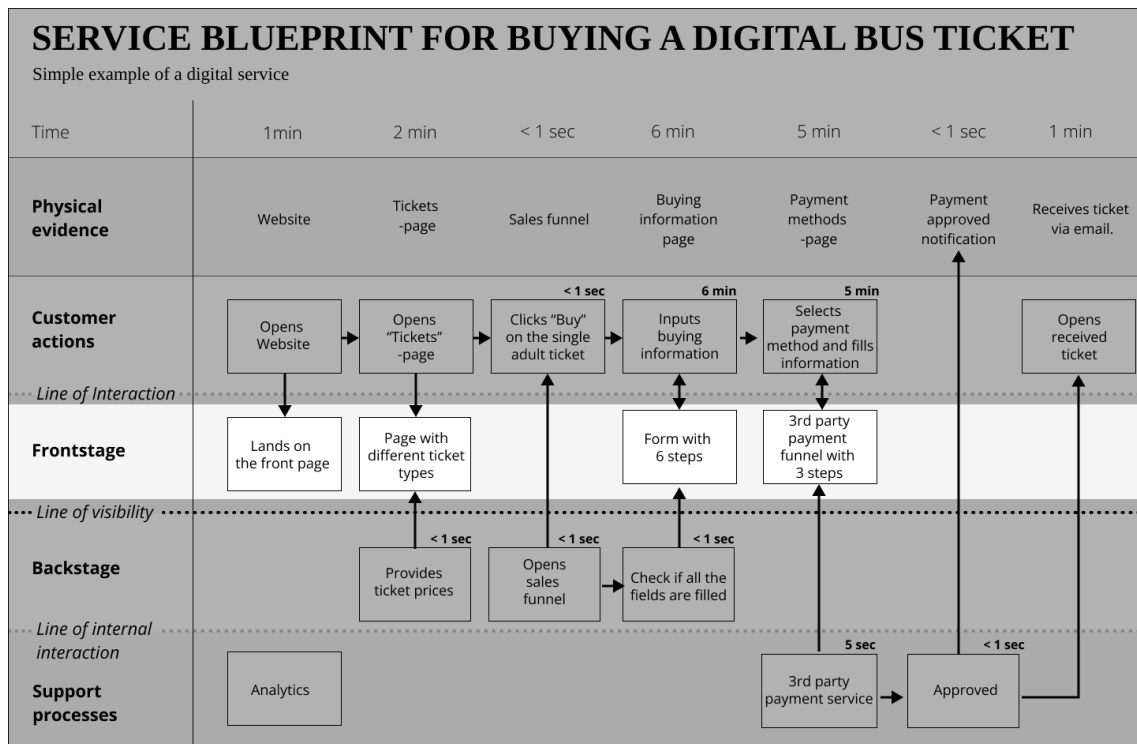 SERVICE BLUEPRINT FOR BUYING A DIGITAL BUS TICKET
Simple example of a digital service
Time
1min
2 min
< 1 sec
6 min
5 min
< 1 sec
1 min
Physical
evidence
Website
Tickets
-page
Sales funnel
Buying
information
page
Payment
methods
-page
Payment
approved
notification
Receives ticket
via email.
Customer
actions
Opens
Website
Opens
“Tickets”
-page
< 1 sec
Clicks “Buy”
on the single
adult ticket
6 min
Inputs
buying
information
5 min
Selects
payment
method and fills
information
Opens
received
ticket
Line of Interaction
Frontstage
Lands on
the front page
Page with
different ticket
types
Form with
6 steps
3rd party
payment
funnel with
3 steps
Line of visibility
Backstage
< 1 sec
Provides
ticket prices
< 1 sec
Opens
sales
funnel
< 1 sec
Check if all the
fields are filled
Line of internal
interaction
Support
processes
Analytics
5 sec
3rd party
payment service
< 1 sec
Approved